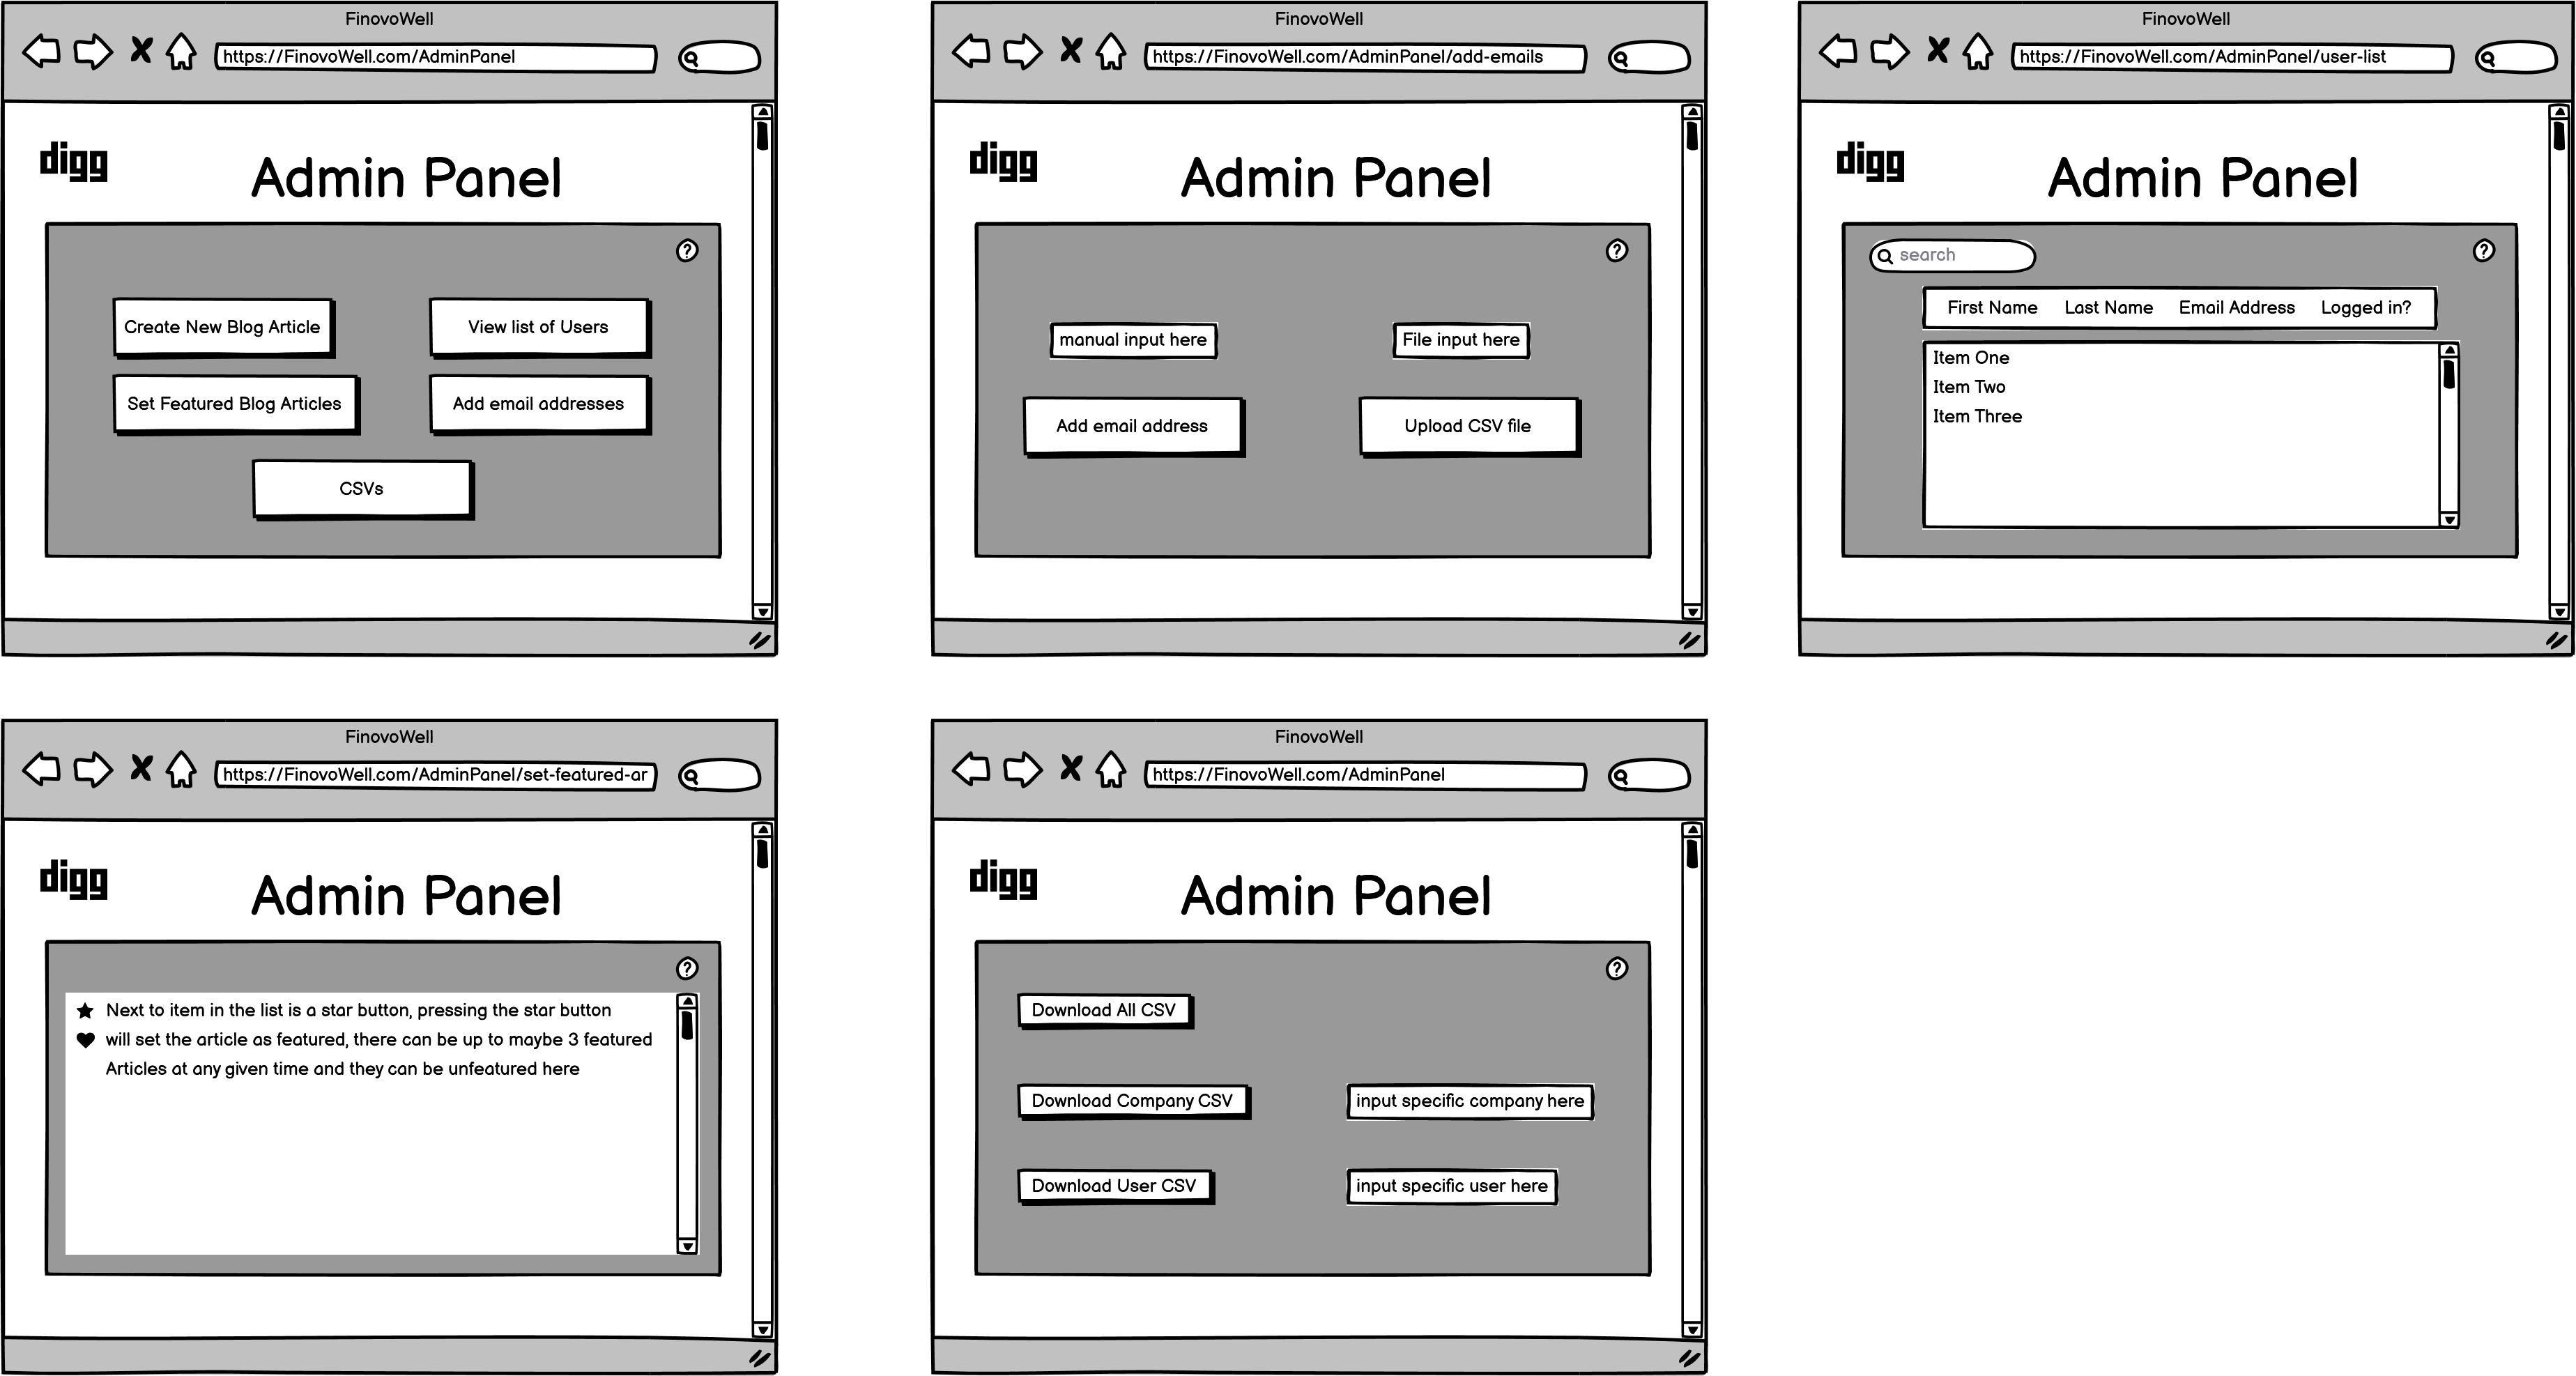 FinovoWell
https://FinovoWell.com/AdminPanel
digg
Admin Panel
?
Create New Blog Article
View list of Users
Set Featured Blog Articles
Add email addresses
CSVs
FinovoWell
https://FinovoWell.com/AdminPanel/add-emails
digg
Admin Panel
?
manual input here
File input here
Add email address
Upload CSV file
FinovoWell
https://FinovoWell.com/AdminPanel/user-list
digg
Admin Panel
search
?
First Name Last Name Email Address Logged in?
Item One
Item Two
Item Three
FinovoWell
https://FinovoWell.com/AdminPanel/set-featured-ar
digg
Admin Panel
?
Next to item in the list is a star button, pressing the star button
will set the article as featured, there can be up to maybe 3 featured
Articles at any given time and they can be unfeatured here
FinovoWell
https://FinovoWell.com/AdminPanel
digg
Admin Panel
?
Download All CSV
Download Company CSV
input specific company here
Download User CSV
input specific user here